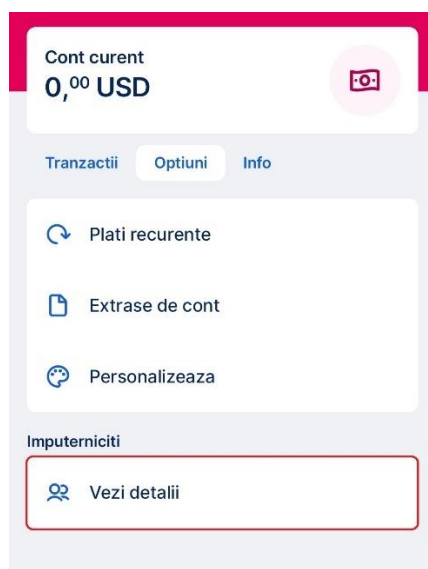 Cont curent
0,⁰⁰ USD
Tranzactii Optiuni Info
Plati recurente
Extrase de cont
Personalizeaza
Imputerniciti
Vezi detalii